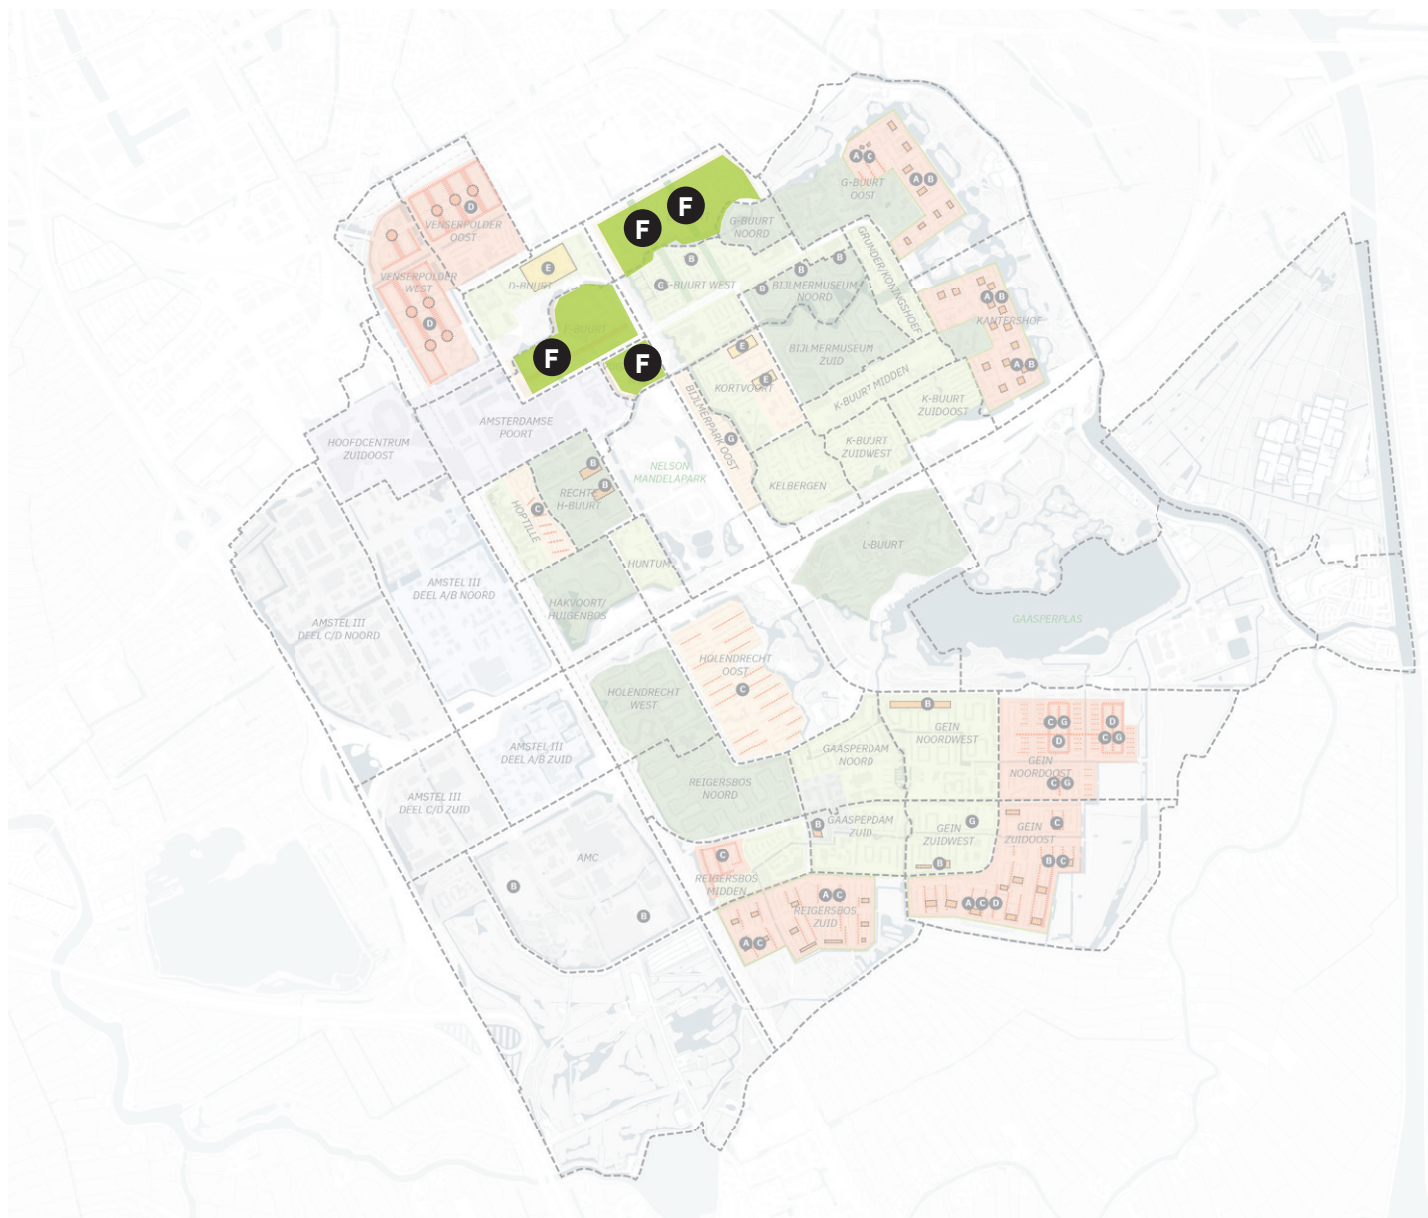 A C
G-BUURT
OOST
A B
D
VENSERPOLDER
OOST
F
F
G-BUURT
NOORD
GRUNDER/KONINGSHOEF
VENSERPOLDER
WEST
D
E
D-BUURT
B
C
-BUURT WEST
B
B
B
BIJLMERMUSEUM
NOORD
A B
KANTERSHOF
E-BUURT
F
F
E
BIJLMERMUSEUM
ZUID
A B
KORTVOORT
E
K-BUURT MIDDEN
K-BUURT
ZUIDOOST
BIJLMERPARK OOST
G
AMSTERDAMSE
POORT
HOOFDCENTRUM
ZUIDOOST
K-BUURT
ZUIDWEST
NELSON
MANDELAPARK
KELBERGEN
B
B
RECHTE
H-BUURT
HOPTILLE
C
L-BUURT
HUNTUM
AMSTEL III
DEEL A/B NOORD
HAKVOORT/
HUIGENBOS
AMSTEL III
DEEL C/D NOORD
GAASPERPLAS
HOLENDRECHT
OOST
C
HOLENDRECHT
WEST
B
GEIN
NOORDWEST
C G
D
D
C G
GEIN
NOORDOOST
C G
GAASPERDAM
NOORD
AMSTEL III
DEEL A/B ZUID
REIGERSBOS
NOORD
AMSTEL III
DEEL C/D ZUID
B
GAASPERDAM
ZUID
G
GEIN
ZUIDWEST
B
GEIN
ZUIDOOST
C
B C
AMC
B
B
C
REIGERSBOS
MIDDEN
A C
REIGERSBOS
ZUID
A C
A C D